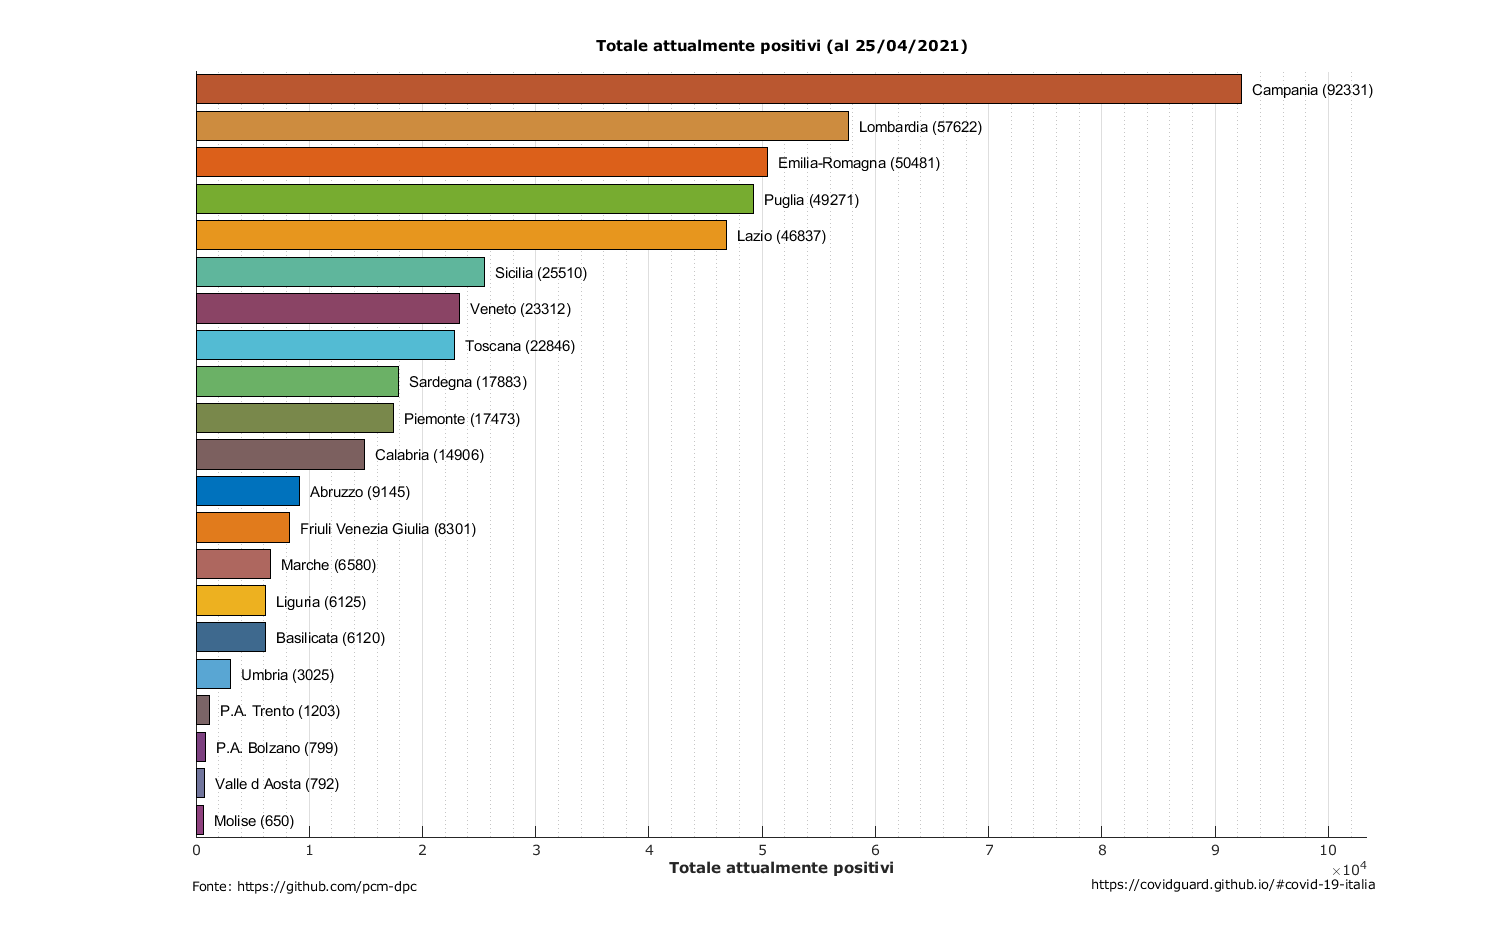 Totale attualmente positivi (al 25/04/2021)
Campania (92331)
Lombardia (57622)
Emilia-Romagna (50481)
Puglia (49271)
Lazio (46837)
Sicilia (25510)
Veneto (23312)
Toscana (22846)
Sardegna (17883)
Piemonte (17473)
Calabria (14906)
Abruzzo (9145)
Friuli Venezia Giulia (8301)
Marche (6580)
Liguria (6125)
Basilicata (6120)
Umbria (3025)
P.A. Trento (1203)
P.A. Bolzano (799)
Valle d Aosta (792)
Molise (650)
0 1 2 3 4 5 6 7 8 9 10
×10⁴
Totale attualmente positivi
Fonte: https://github.com/pcm-dpc
https://covidguard.github.io/#covid-19-italia